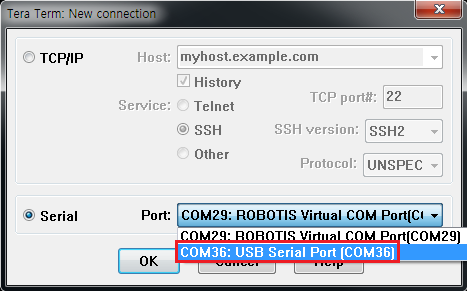 Tera Term: New connection
TCP/IP
Host: myhost.example.com
History
Service: Telnet
TCP port#: 22
SSH
SSH version: SSH2
Other
Protocol: UNSPEC
Serial
Port: COM29: ROBOTIS Virtual COM Port(CO
COM29: ROBOTIS Virtual COM Port(COM29)
COM36: USB Serial Port (COM36)
OK
Cancel
Help